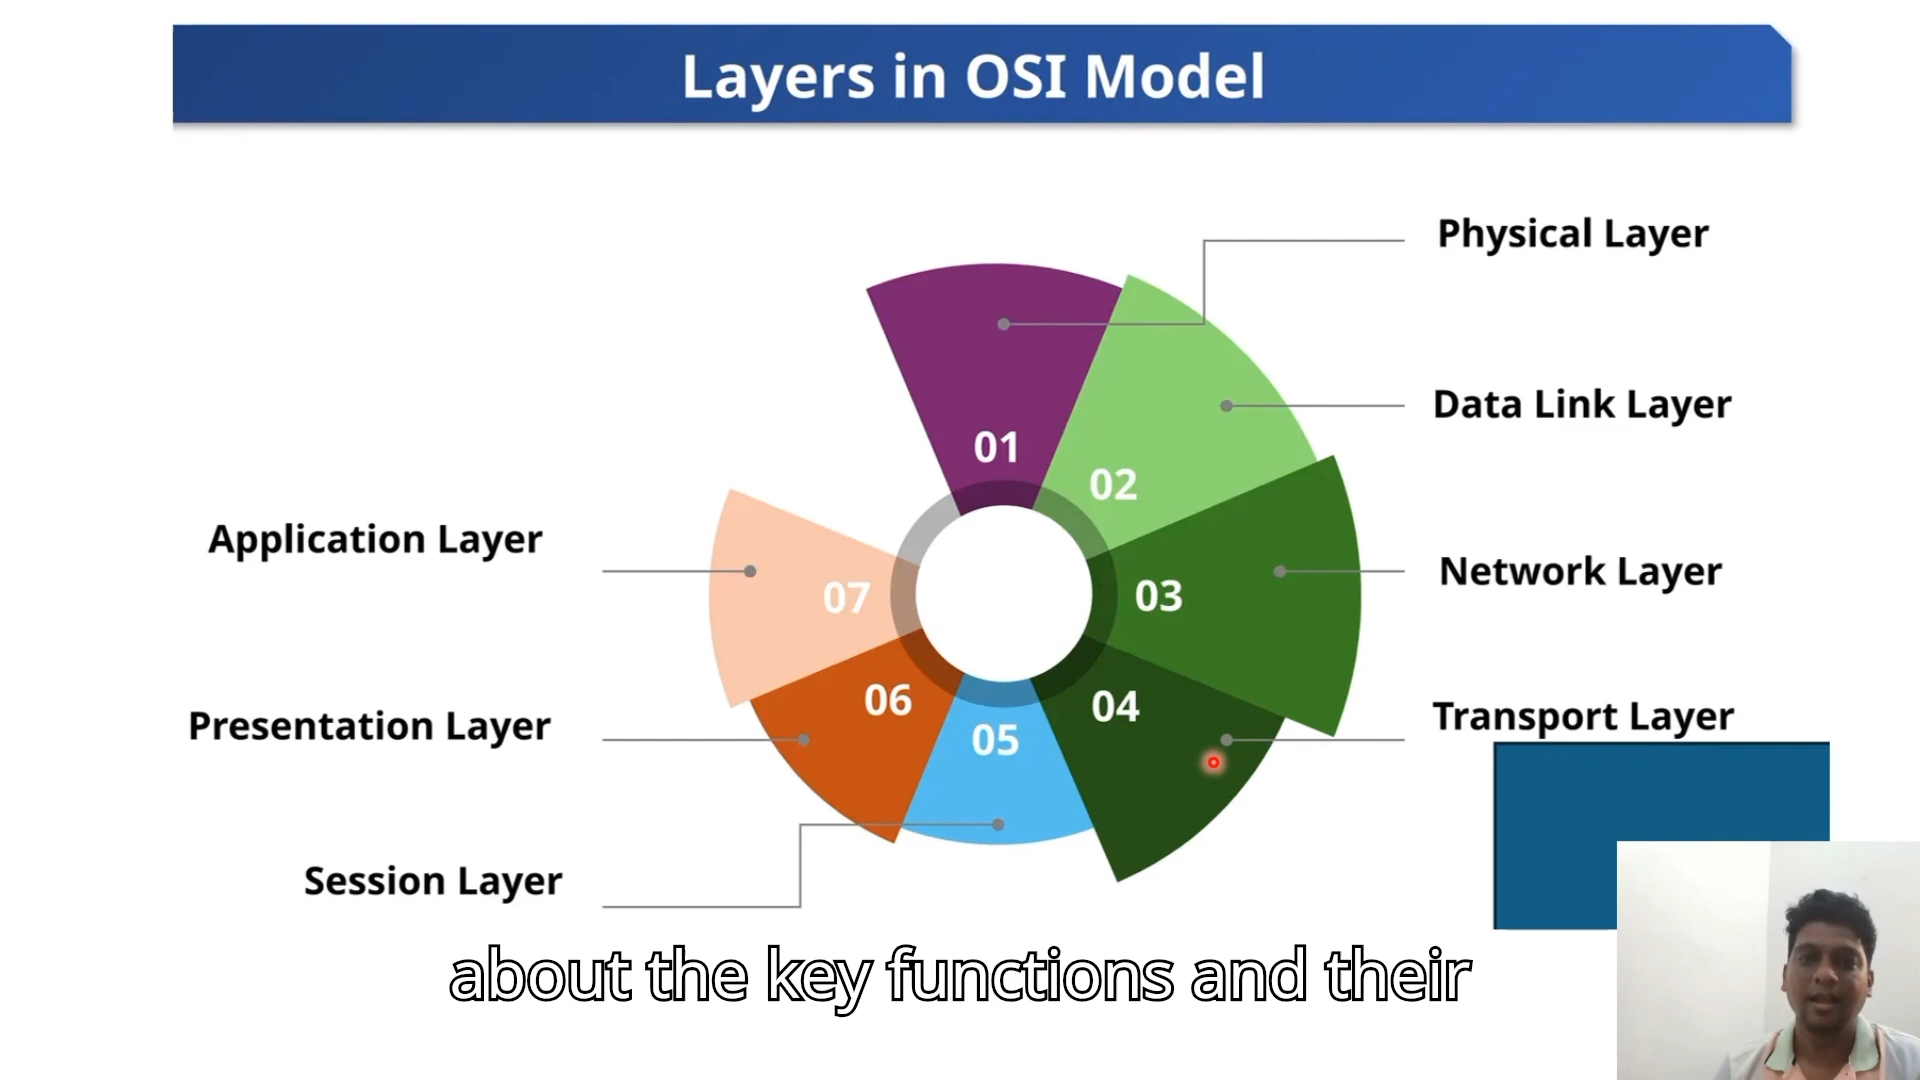 Layers in OSI Model
Physical Layer
Data Link Layer
Network Layer
Transport Layer
Session Layer
Presentation Layer
Application Layer
01
02
03
04
05
06
07
about the key functions and their